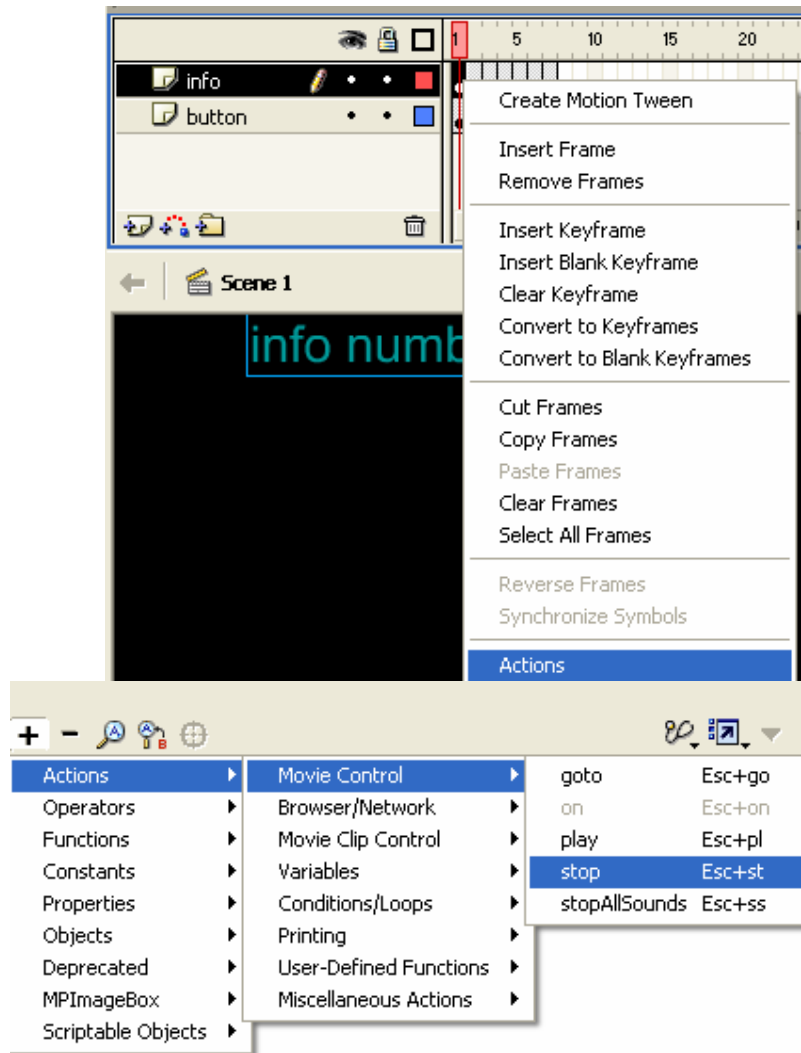 1 5 10 15 20
info
button
Scene 1
info numb
Create Motion Tween
Insert Frame
Remove Frames
Insert Keyframe
Insert Blank Keyframe
Clear Keyframe
Convert to Keyframes
Convert to Blank Keyframes
Cut Frames
Copy Frames
Paste Frames
Clear Frames
Select All Frames
Reverse Frames
Synchronize Symbols
Actions
Actions
Operators
Functions
Constants
Properties
Objects
Deprecated
MPImageBox
Scriptable Objects
Movie Control
Browser/Network
Movie Clip Control
Variables
Conditions/Loops
Printing
User-Defined Functions
Miscellaneous Actions
goto Esc+go
on Esc+on
play Esc+pl
stop Esc+st
stopAllSounds Esc+ss